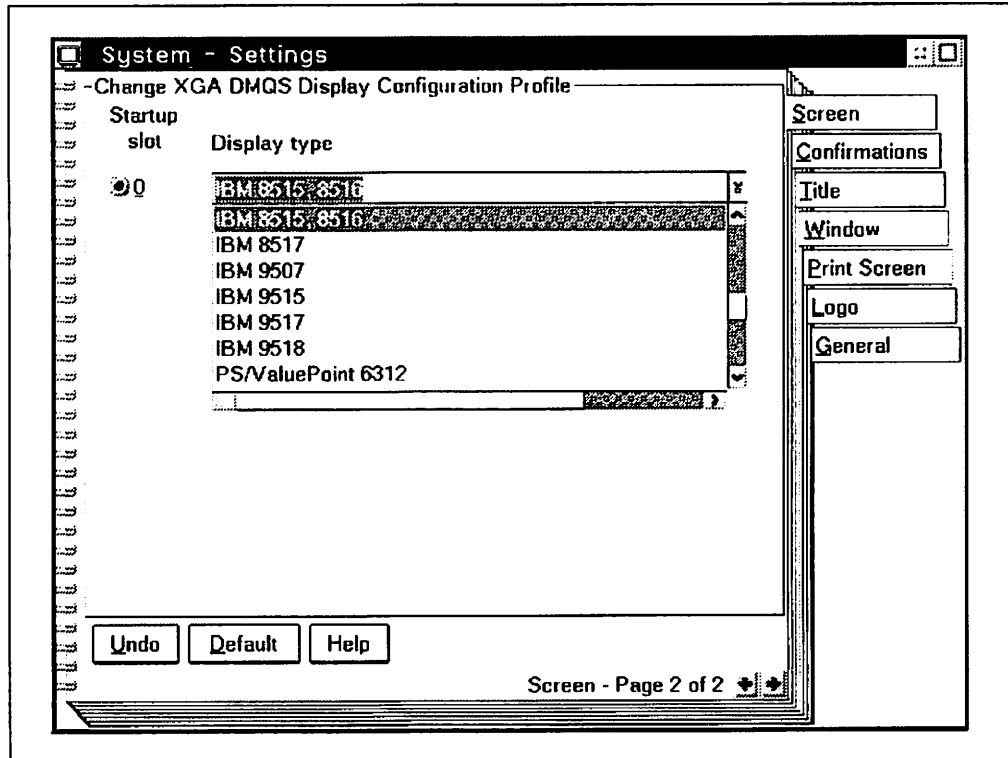 System - Settings
Change XGA DMQS Display Configuration Profile
Startup
slot
Display type
0
IBM 8515, 8516
IBM 8515, 8516
IBM 8517
IBM 9507
IBM 9515
IBM 9517
IBM 9518
PS/ValuePoint 6312
Undo
Default
Help
Screen - Page 2 of 2
Screen
Confirmations
Title
Window
Print Screen
Logo
General